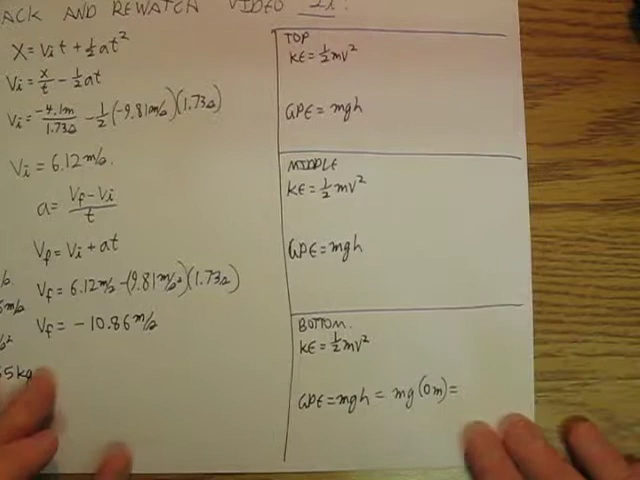 ACK AND REWATCH VIDEO
X = Vit + ½at²
Vi = x/t - ½at
Vi = -4.1m/1.73s - ½(-9.81m/s²)(1.73s)
Vi = 6.12m/s.
a = Vf - Vi/t
Vf = Vi + at
Vf = 6.12m/s - (9.81m/s²)(1.73s)
Vf = -10.86m/s
TOP
KE = ½mv²
GPE = mgh
MIDDLE
KE = ½mv²
GPE = mgh
BOTTOM.
KE = ½mv²
GPE = mgh = mg(0m) =